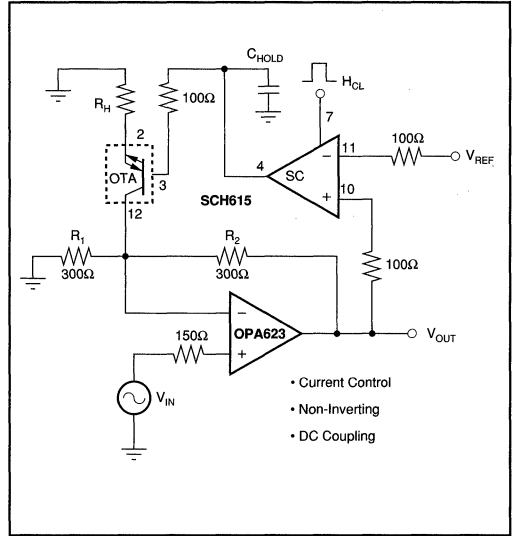 C_HOLD
H_CL
R_H
100Ω
7
100Ω
2
4
11
V_REF
OTA
3
SC
10
SCH615
12
R_1
R_2
100Ω
300Ω
300Ω
OPA623
V_OUT
150Ω
V_IN
• Current Control
• Non-Inverting
• DC Coupling